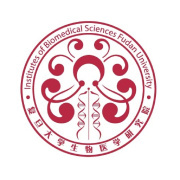 Institutes of Biomedical Sciences Fudan University
复旦大学生物医学研究院